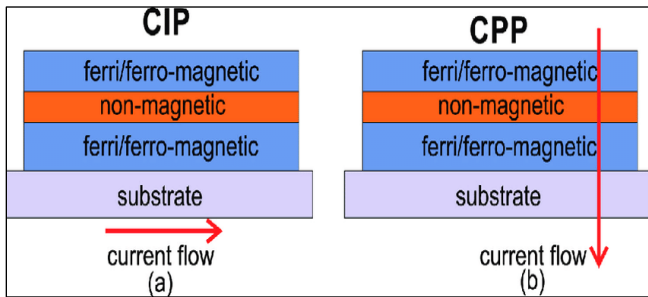 CIP
ferri/ferro-magnetic
non-magnetic
ferri/ferro-magnetic
substrate
current flow
(a)
CPP
ferri/ferro-magnetic
non-magnetic
ferri/ferro-magnetic
substrate
current flow
(b)